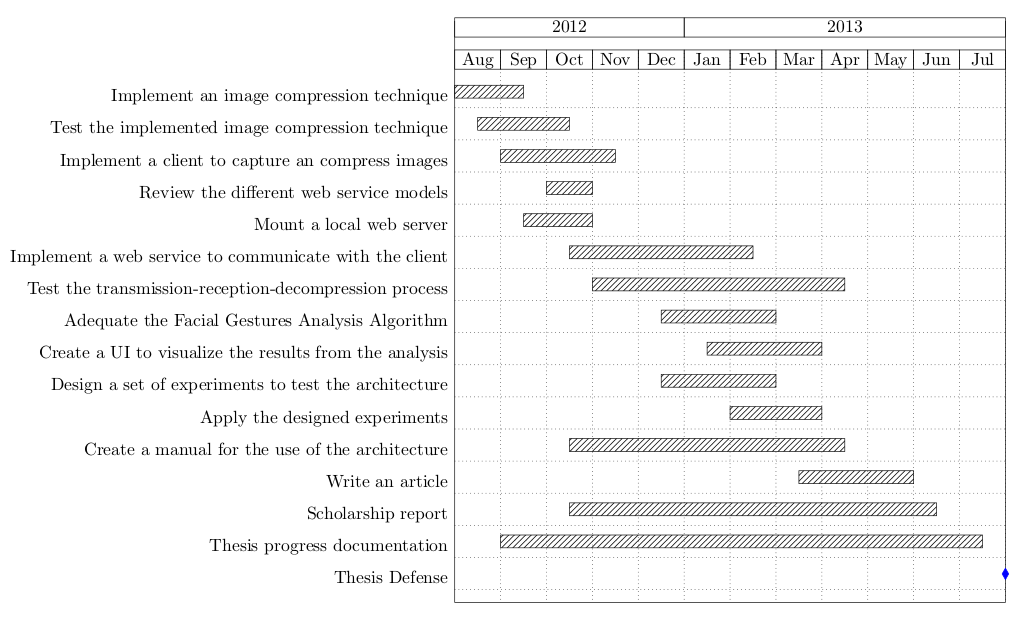 2012 2013
Aug Sep Oct Nov Dec Jan Feb Mar Apr May Jun Jul
Implement an image compression technique
Test the implemented image compression technique
Implement a client to capture an compress images
Review the different web service models
Mount a local web server
Implement a web service to communicate with the client
Test the transmission-reception-decompression process
Adequate the Facial Gestures Analysis Algorithm
Create a UI to visualize the results from the analysis
Design a set of experiments to test the architecture
Apply the designed experiments
Create a manual for the use of the architecture
Write an article
Scholarship report
Thesis progress documentation
Thesis Defense